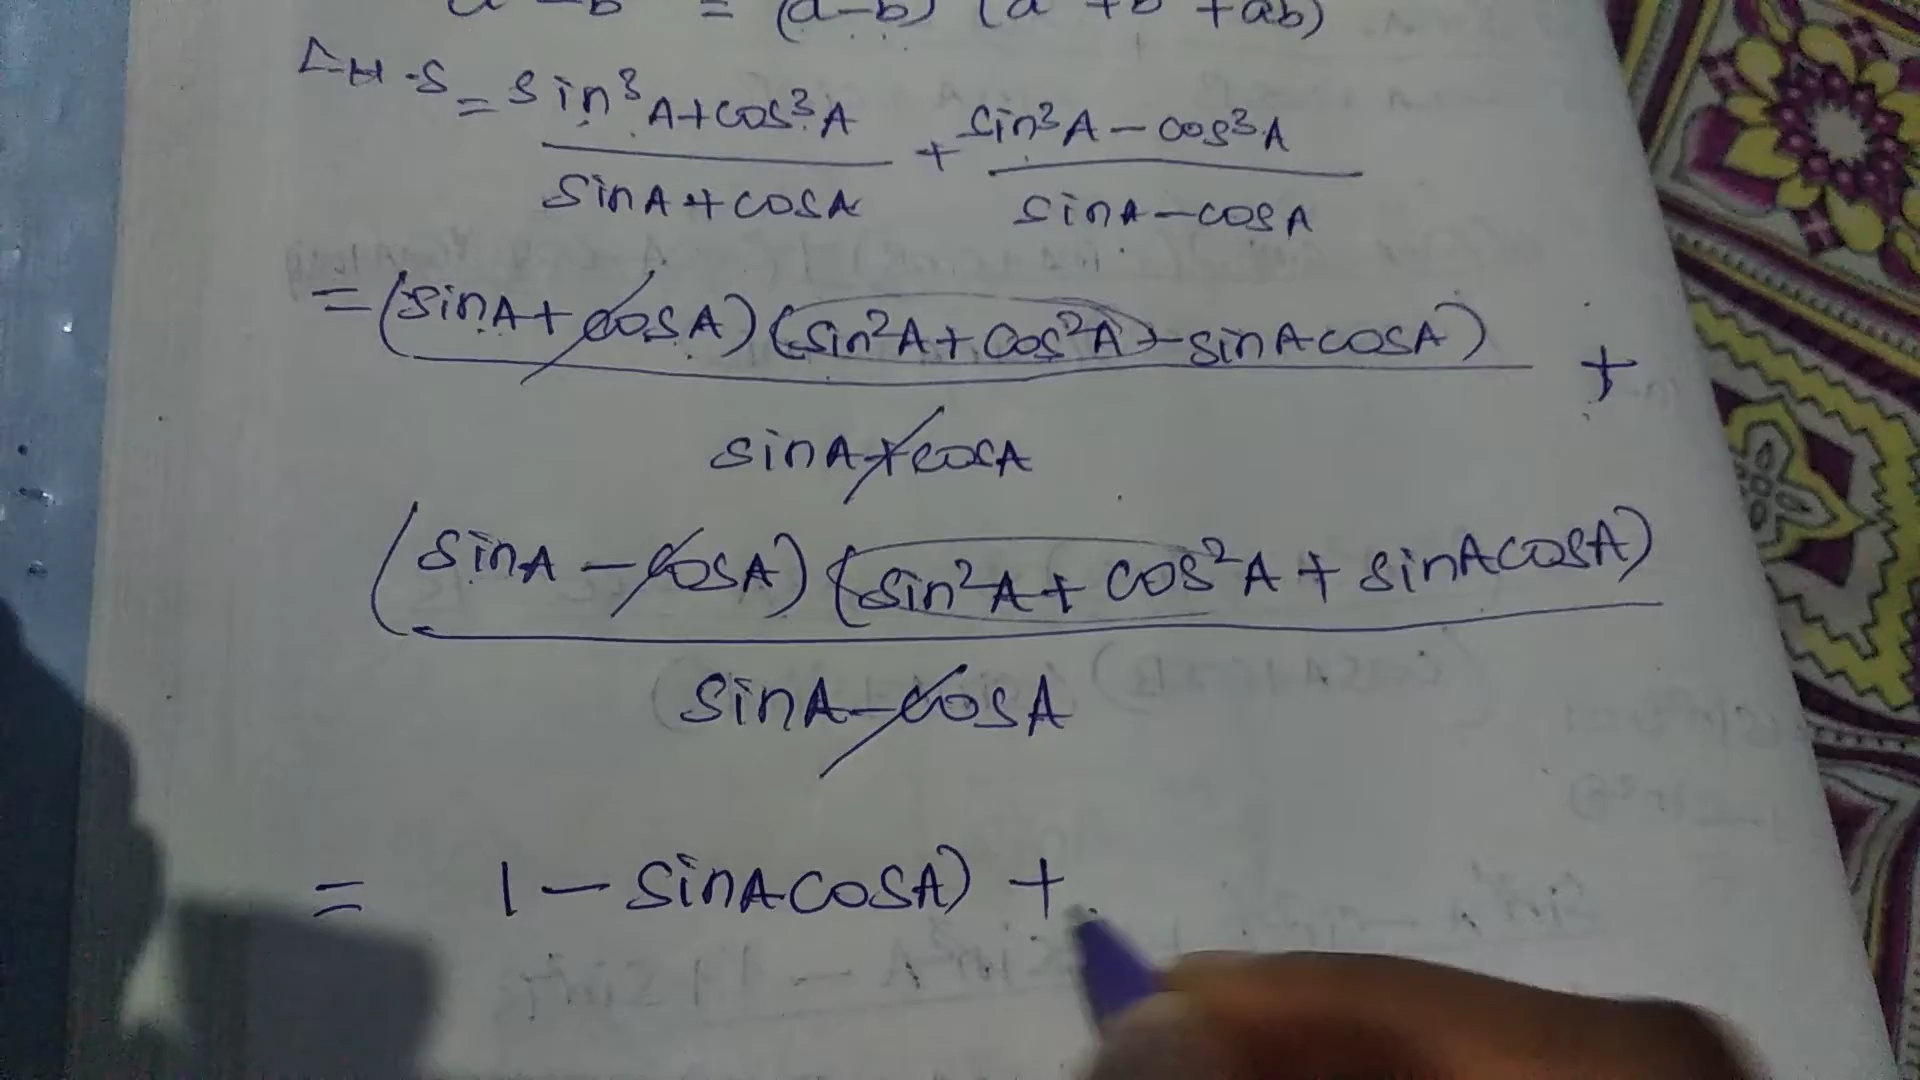 = (a-b) (a + b + ab)
L-H-S = sin³A+cos³A / sinA+cosA + sin³A-cos³A / sinA-cosA
= (sinA+cosA) (sin²A+cos²A-sinAcosA) / sinA+cosA +
(sinA-cosA) (sin²A+cos²A+sinAcosA) / sinA-cosA
= 1-sinAcosA) +